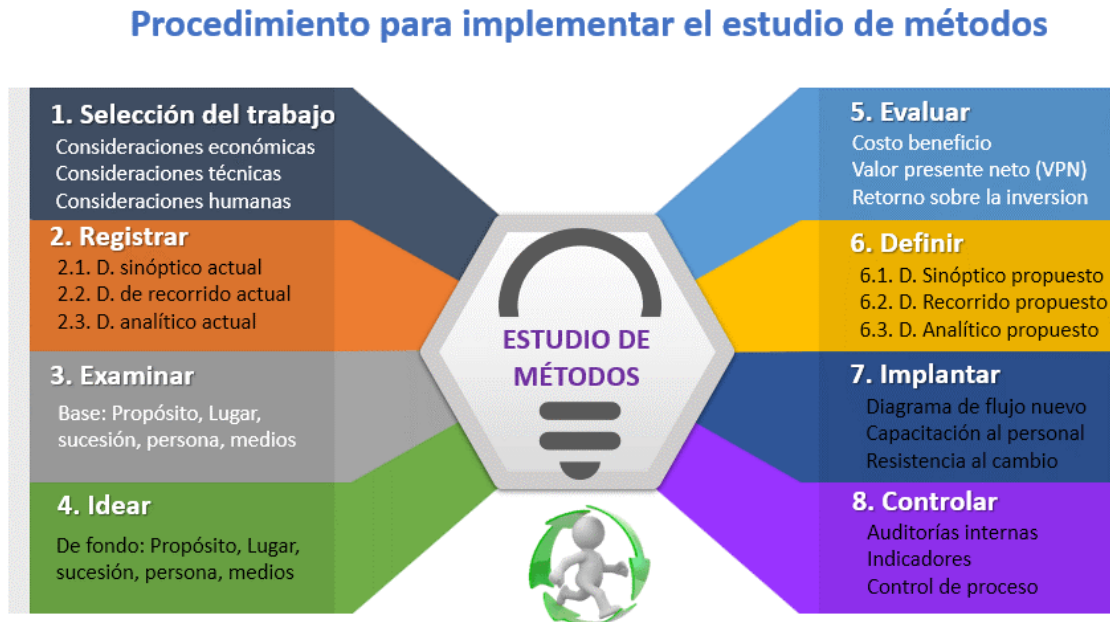 Procedimiento para implementar el estudio de métodos
1. Selección del trabajo
Consideraciones económicas
Consideraciones técnicas
Consideraciones humanas
2. Registrar
2.1. D. sinóptico actual
2.2. D. de recorrido actual
2.3. D. analítico actual
3. Examinar
Base: Propósito, Lugar,
sucesión, persona, medios
4. Idear
De fondo: Propósito, Lugar,
sucesión, persona, medios
ESTUDIO DE
MÉTODOS
5. Evaluar
Costo beneficio
Valor presente neto (VPN)
Retorno sobre la inversion
6. Definir
6.1. D. Sinóptico propuesto
6.2. D. Recorrido propuesto
6.3. D. Analítico propuesto
7. Implantar
Diagrama de flujo nuevo
Capacitación al personal
Resistencia al cambio
8. Controlar
Auditorías internas
Indicadores
Control de proceso